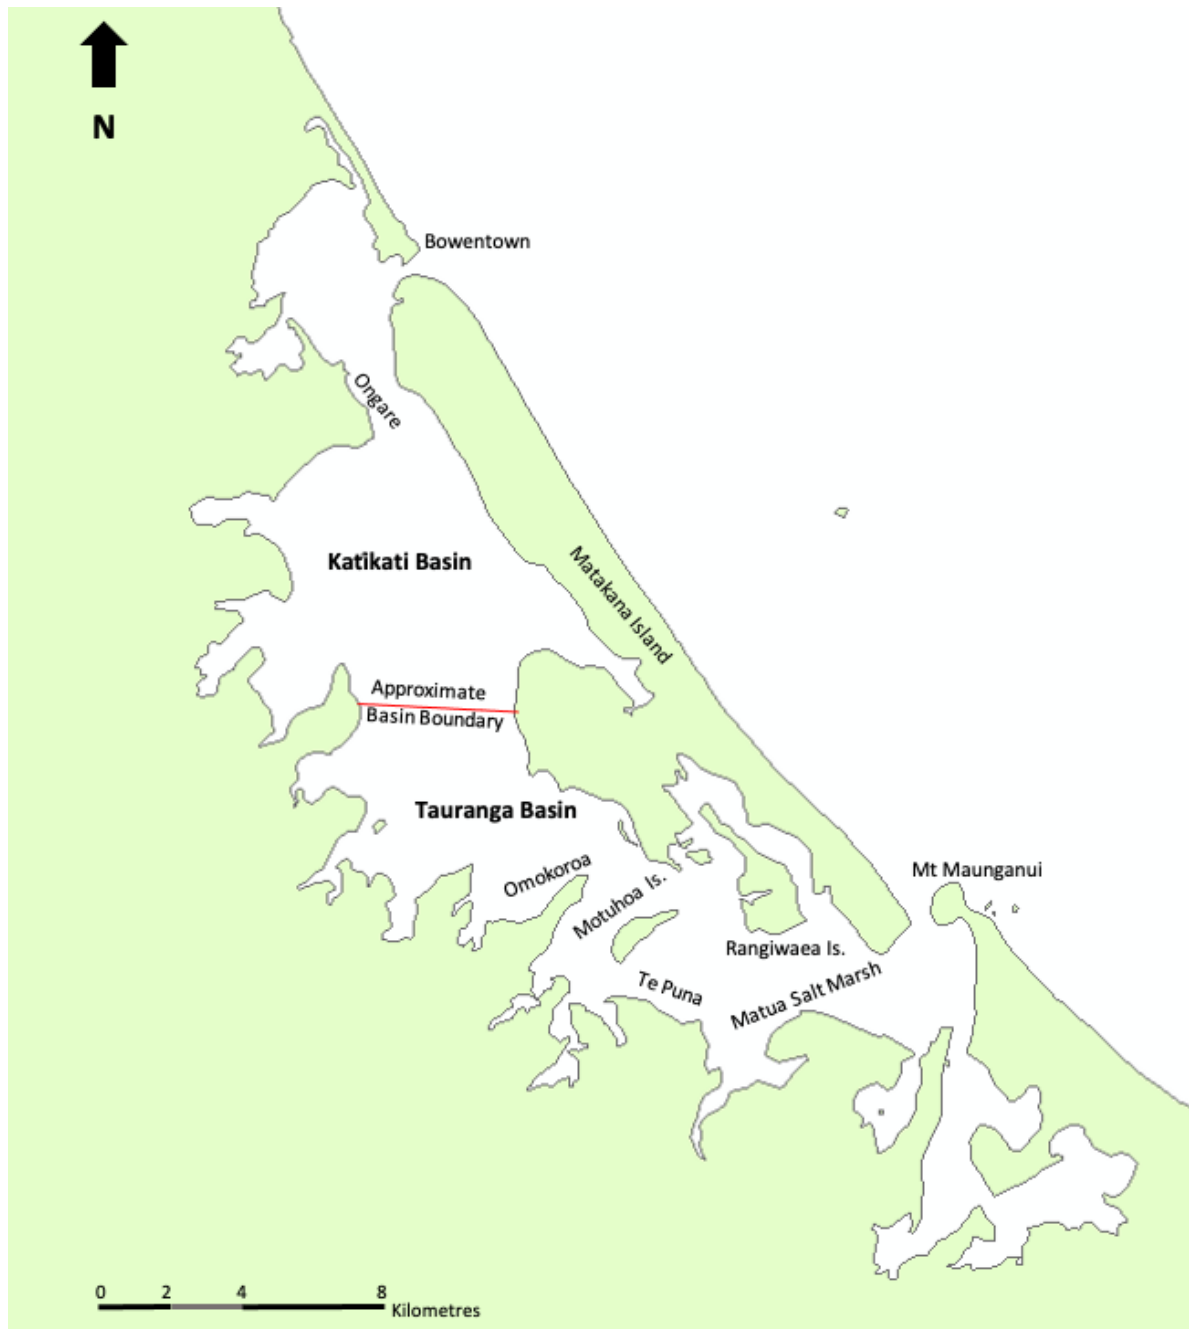 N
Bowentown
Ongare
Katikati Basin
Matakana Island
Approximate
Basin Boundary
Tauranga Basin
Omokoroa
Mt Maunganui
Motuhoa Is.
Rangiwaea Is.
Te Puna
Matua Salt Marsh
0 2 4 8
Kilometres